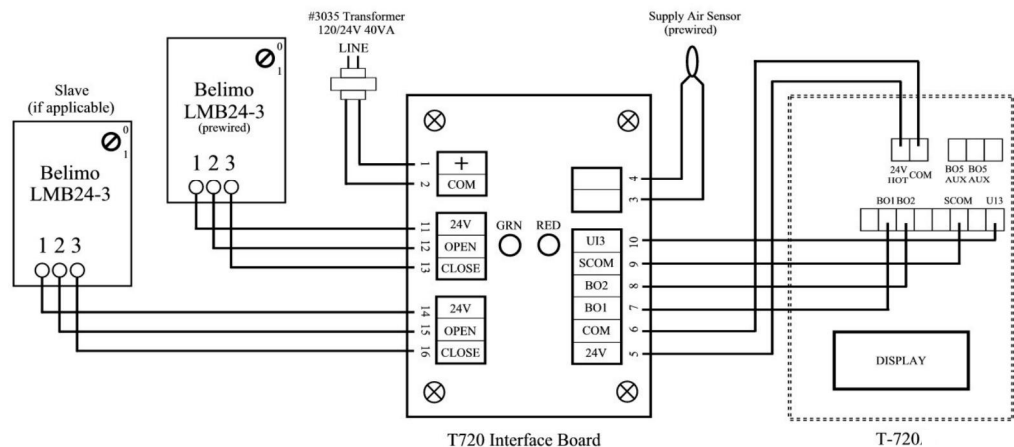 #3035 Transformer
120/24V 40VA
LINE
Supply Air Sensor
(prewired)
Slave
(if applicable)
Belimo
LMB24-3
(prewired)
0
1
1 2 3
Belimo
LMB24-3
0
1
1 2 3
1
2
+
COM
11
12
13
24V
OPEN
CLOSE
14
15
16
24V
OPEN
CLOSE
GRN
RED
4
3
UI3
SCOM
BO2
BO1
COM
24V
10
9
8
7
6
5
24V
HOT
COM
BO5
AUX
BO5
AUX
BO1
BO2
SCOM
U13
DISPLAY
T720 Interface Board
T-720.